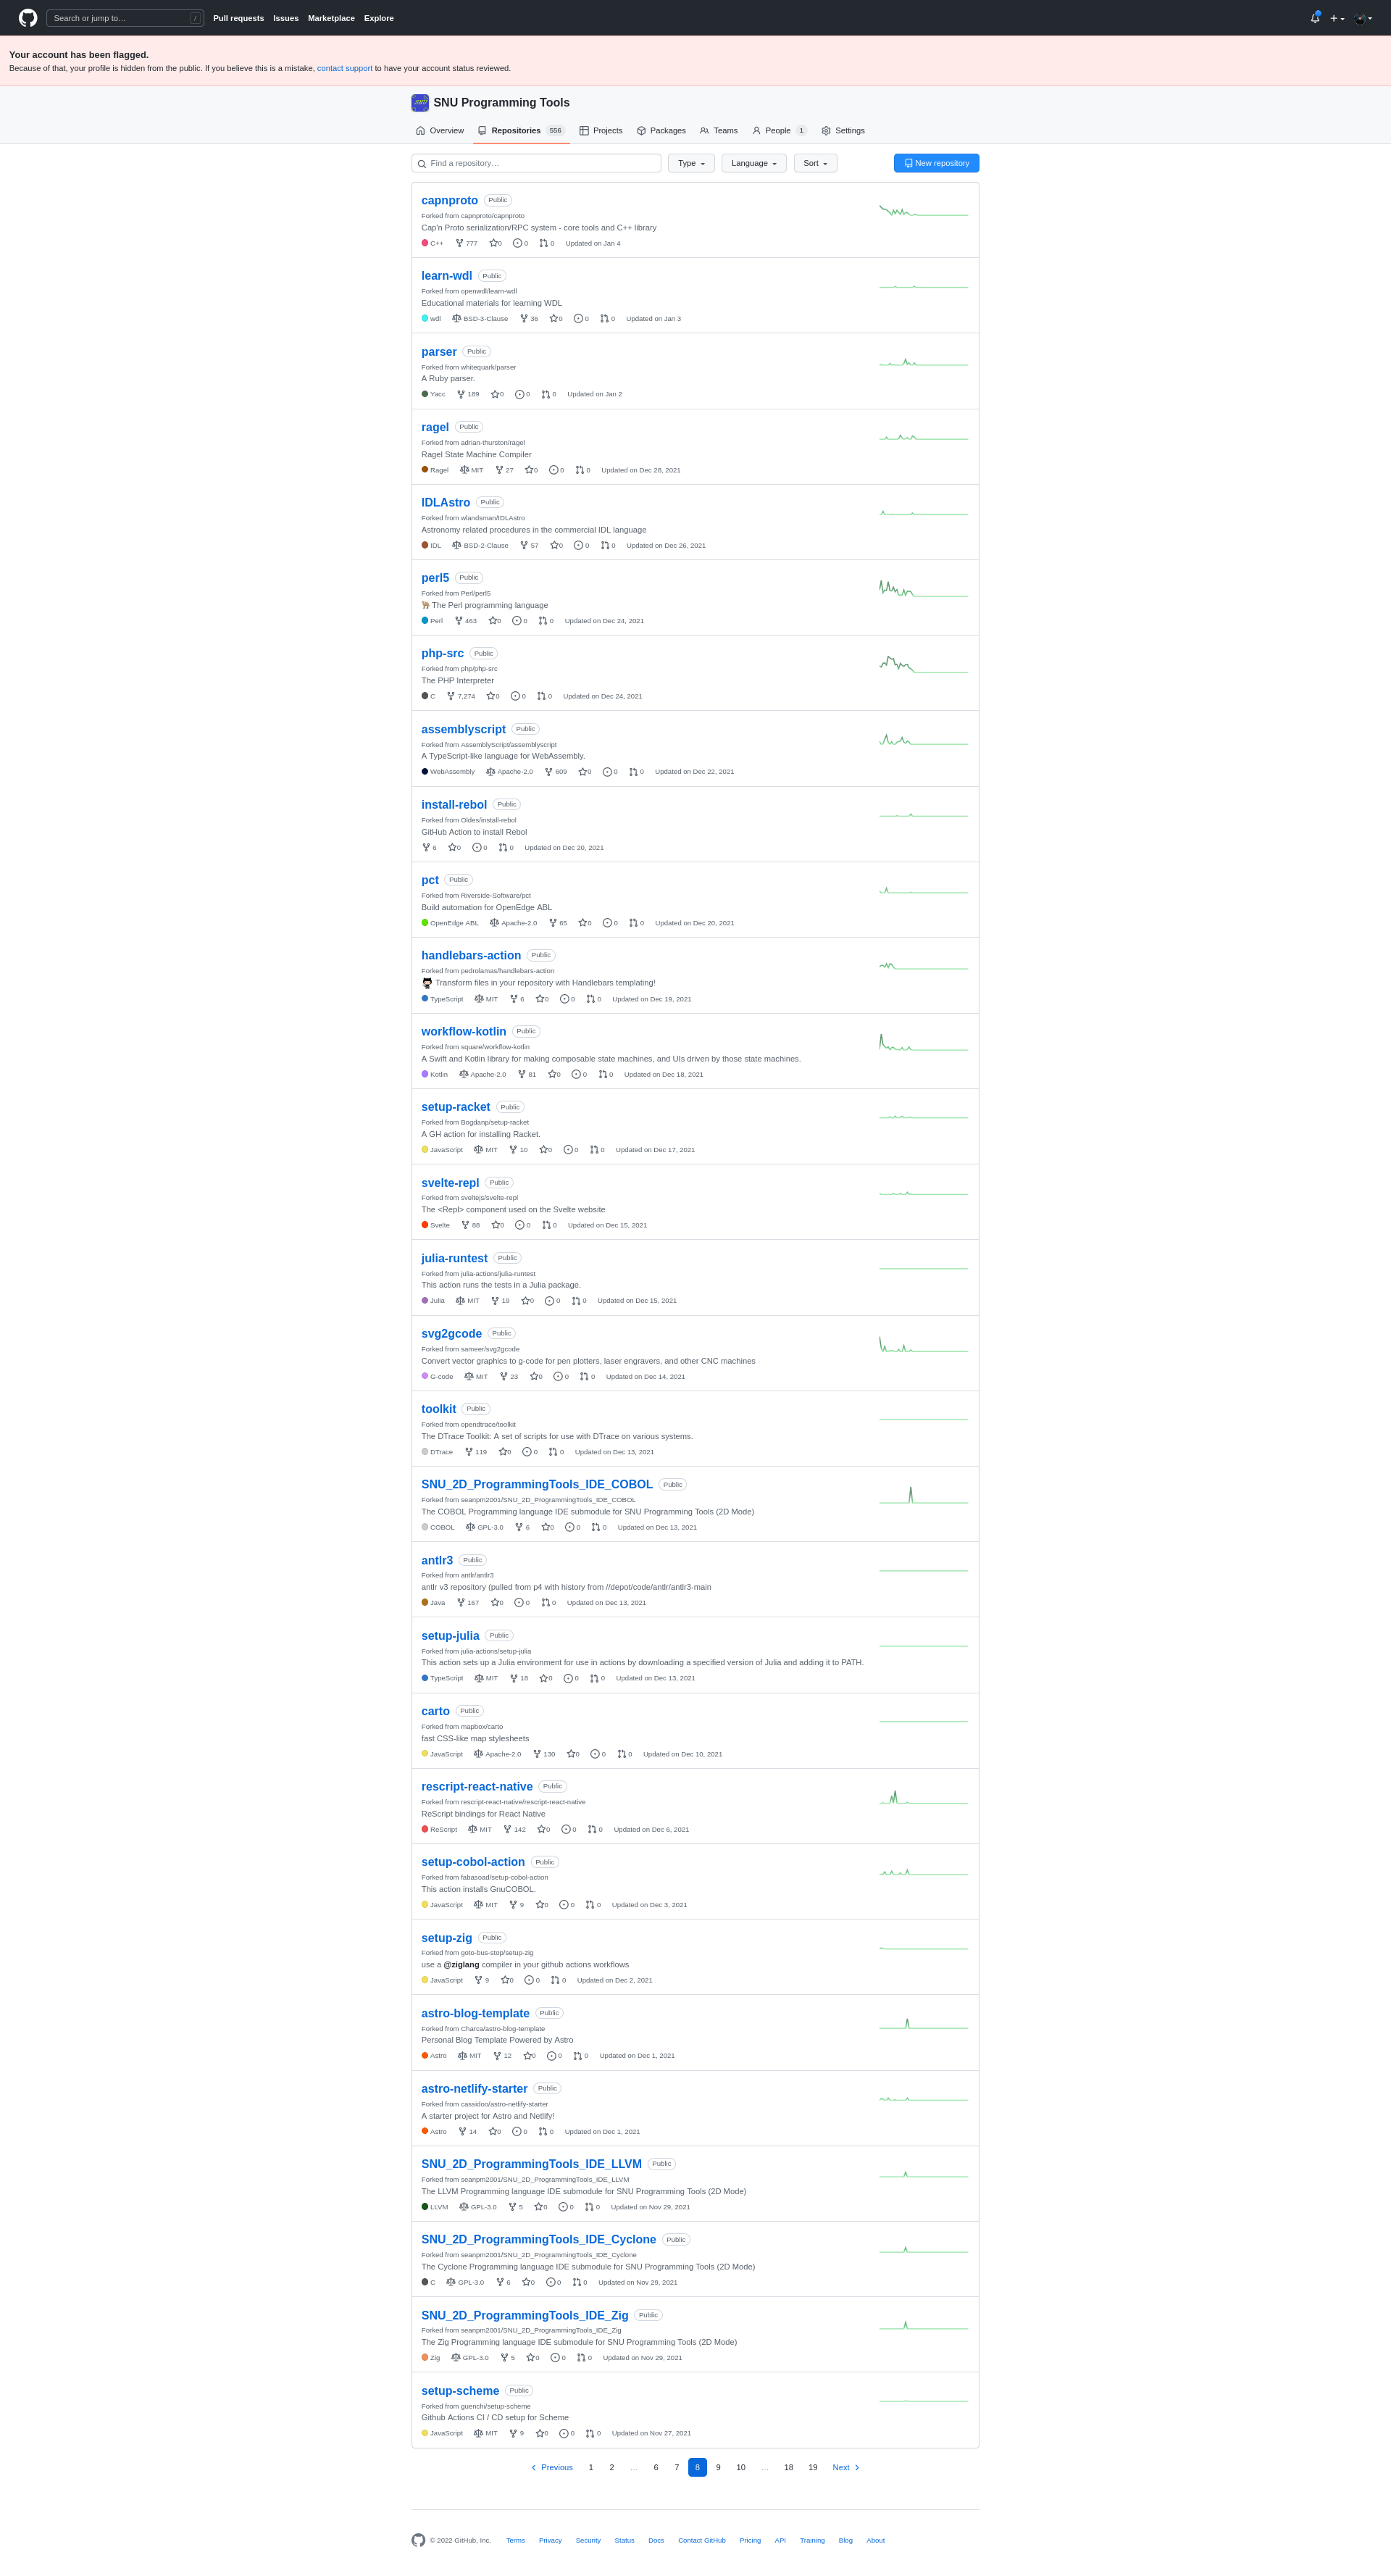 Search or jump to… /
Pull requests Issues Marketplace Explore
Your account has been flagged.
Because of that, your profile is hidden from the public. If you believe this is a mistake, contact support to have your account status reviewed.
SNU SNU Programming Tools
Overview Repositories 556 Projects Packages Teams People 1 Settings
Find a repository… Type Language Sort New repository
capnproto Public
Forked from capnproto/capnproto
Cap'n Proto serialization/RPC system - core tools and C++ library
C++ 777 0 0 0 Updated on Jan 4
learn-wdl Public
Forked from openwdl/learn-wdl
Educational materials for learning WDL
wdl BSD-3-Clause 36 0 0 0 Updated on Jan 3
parser Public
Forked from whitequark/parser
A Ruby parser.
Yacc 189 0 0 0 Updated on Jan 2
ragel Public
Forked from adrian-thurston/ragel
Ragel State Machine Compiler
Ragel MIT 27 0 0 0 Updated on Dec 28, 2021
IDLAstro Public
Forked from wlandsman/IDLAstro
Astronomy related procedures in the commercial IDL language
IDL BSD-2-Clause 57 0 0 0 Updated on Dec 26, 2021
perl5 Public
Forked from Perl/perl5
🐪 The Perl programming language
Perl 463 0 0 0 Updated on Dec 24, 2021
php-src Public
Forked from php/php-src
The PHP Interpreter
C 7,274 0 0 0 Updated on Dec 24, 2021
assemblyscript Public
Forked from AssemblyScript/assemblyscript
A TypeScript-like language for WebAssembly.
WebAssembly Apache-2.0 609 0 0 0 Updated on Dec 22, 2021
install-rebol Public
Forked from Oldes/install-rebol
GitHub Action to install Rebol
6 0 0 0 Updated on Dec 20, 2021
pct Public
Forked from Riverside-Software/pct
Build automation for OpenEdge ABL
OpenEdge ABL Apache-2.0 65 0 0 0 Updated on Dec 20, 2021
handlebars-action Public
Forked from pedrolamas/handlebars-action
Transform files in your repository with Handlebars templating!
TypeScript MIT 6 0 0 0 Updated on Dec 19, 2021
workflow-kotlin Public
Forked from square/workflow-kotlin
A Swift and Kotlin library for making composable state machines, and UIs driven by those state machines.
Kotlin Apache-2.0 81 0 0 0 Updated on Dec 18, 2021
setup-racket Public
Forked from Bogdanp/setup-racket
A GH action for installing Racket.
JavaScript MIT 10 0 0 0 Updated on Dec 17, 2021
svelte-repl Public
Forked from sveltejs/svelte-repl
The <Repl> component used on the Svelte website
Svelte 88 0 0 0 Updated on Dec 15, 2021
julia-runtest Public
Forked from julia-actions/julia-runtest
This action runs the tests in a Julia package.
Julia MIT 19 0 0 0 Updated on Dec 15, 2021
svg2gcode Public
Forked from sameer/svg2gcode
Convert vector graphics to g-code for pen plotters, laser engravers, and other CNC machines
G-code MIT 23 0 0 0 Updated on Dec 14, 2021
toolkit Public
Forked from opendtrace/toolkit
The DTrace Toolkit: A set of scripts for use with DTrace on various systems.
DTrace 119 0 0 0 Updated on Dec 13, 2021
SNU_2D_ProgrammingTools_IDE_COBOL Public
Forked from seanpm2001/SNU_2D_ProgrammingTools_IDE_COBOL
The COBOL Programming language IDE submodule for SNU Programming Tools (2D Mode)
COBOL GPL-3.0 6 0 0 0 Updated on Dec 13, 2021
antlr3 Public
Forked from antlr/antlr3
antlr v3 repository (pulled from p4 with history from //depot/code/antlr/antlr3-main
Java 167 0 0 0 Updated on Dec 13, 2021
setup-julia Public
Forked from julia-actions/setup-julia
This action sets up a Julia environment for use in actions by downloading a specified version of Julia and adding it to PATH.
TypeScript MIT 18 0 0 0 Updated on Dec 13, 2021
carto Public
Forked from mapbox/carto
fast CSS-like map stylesheets
JavaScript Apache-2.0 130 0 0 0 Updated on Dec 10, 2021
rescript-react-native Public
Forked from rescript-react-native/rescript-react-native
ReScript bindings for React Native
ReScript MIT 142 0 0 0 Updated on Dec 6, 2021
setup-cobol-action Public
Forked from fabasoad/setup-cobol-action
This action installs GnuCOBOL.
JavaScript MIT 9 0 0 0 Updated on Dec 3, 2021
setup-zig Public
Forked from goto-bus-stop/setup-zig
use a @ziglang compiler in your github actions workflows
JavaScript 9 0 0 0 Updated on Dec 2, 2021
astro-blog-template Public
Forked from Charca/astro-blog-template
Personal Blog Template Powered by Astro
Astro MIT 12 0 0 0 Updated on Dec 1, 2021
astro-netlify-starter Public
Forked from cassidoo/astro-netlify-starter
A starter project for Astro and Netlify!
Astro 14 0 0 0 Updated on Dec 1, 2021
SNU_2D_ProgrammingTools_IDE_LLVM Public
Forked from seanpm2001/SNU_2D_ProgrammingTools_IDE_LLVM
The LLVM Programming language IDE submodule for SNU Programming Tools (2D Mode)
LLVM GPL-3.0 5 0 0 0 Updated on Nov 29, 2021
SNU_2D_ProgrammingTools_IDE_Cyclone Public
Forked from seanpm2001/SNU_2D_ProgrammingTools_IDE_Cyclone
The Cyclone Programming language IDE submodule for SNU Programming Tools (2D Mode)
C GPL-3.0 6 0 0 0 Updated on Nov 29, 2021
SNU_2D_ProgrammingTools_IDE_Zig Public
Forked from seanpm2001/SNU_2D_ProgrammingTools_IDE_Zig
The Zig Programming language IDE submodule for SNU Programming Tools (2D Mode)
Zig GPL-3.0 5 0 0 0 Updated on Nov 29, 2021
setup-scheme Public
Forked from guenchi/setup-scheme
Github Actions CI / CD setup for Scheme
JavaScript MIT 9 0 0 0 Updated on Nov 27, 2021
Previous 1 2 … 6 7 8 9 10 … 18 19 Next
© 2022 GitHub, Inc. Terms Privacy Security Status Docs Contact GitHub Pricing API Training Blog About